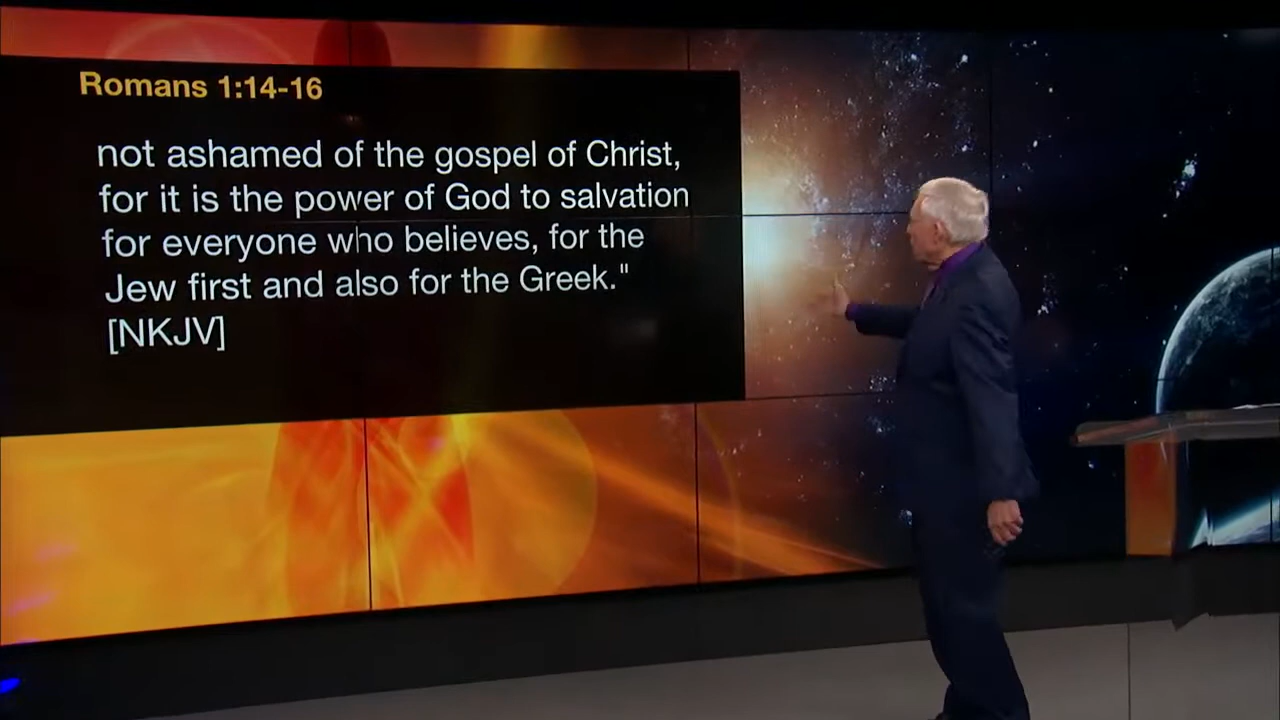 Romans 1:14-16
not ashamed of the gospel of Christ,
for it is the power of God to salvation
for everyone who believes, for the
Jew first and also for the Greek."
[NKJV]